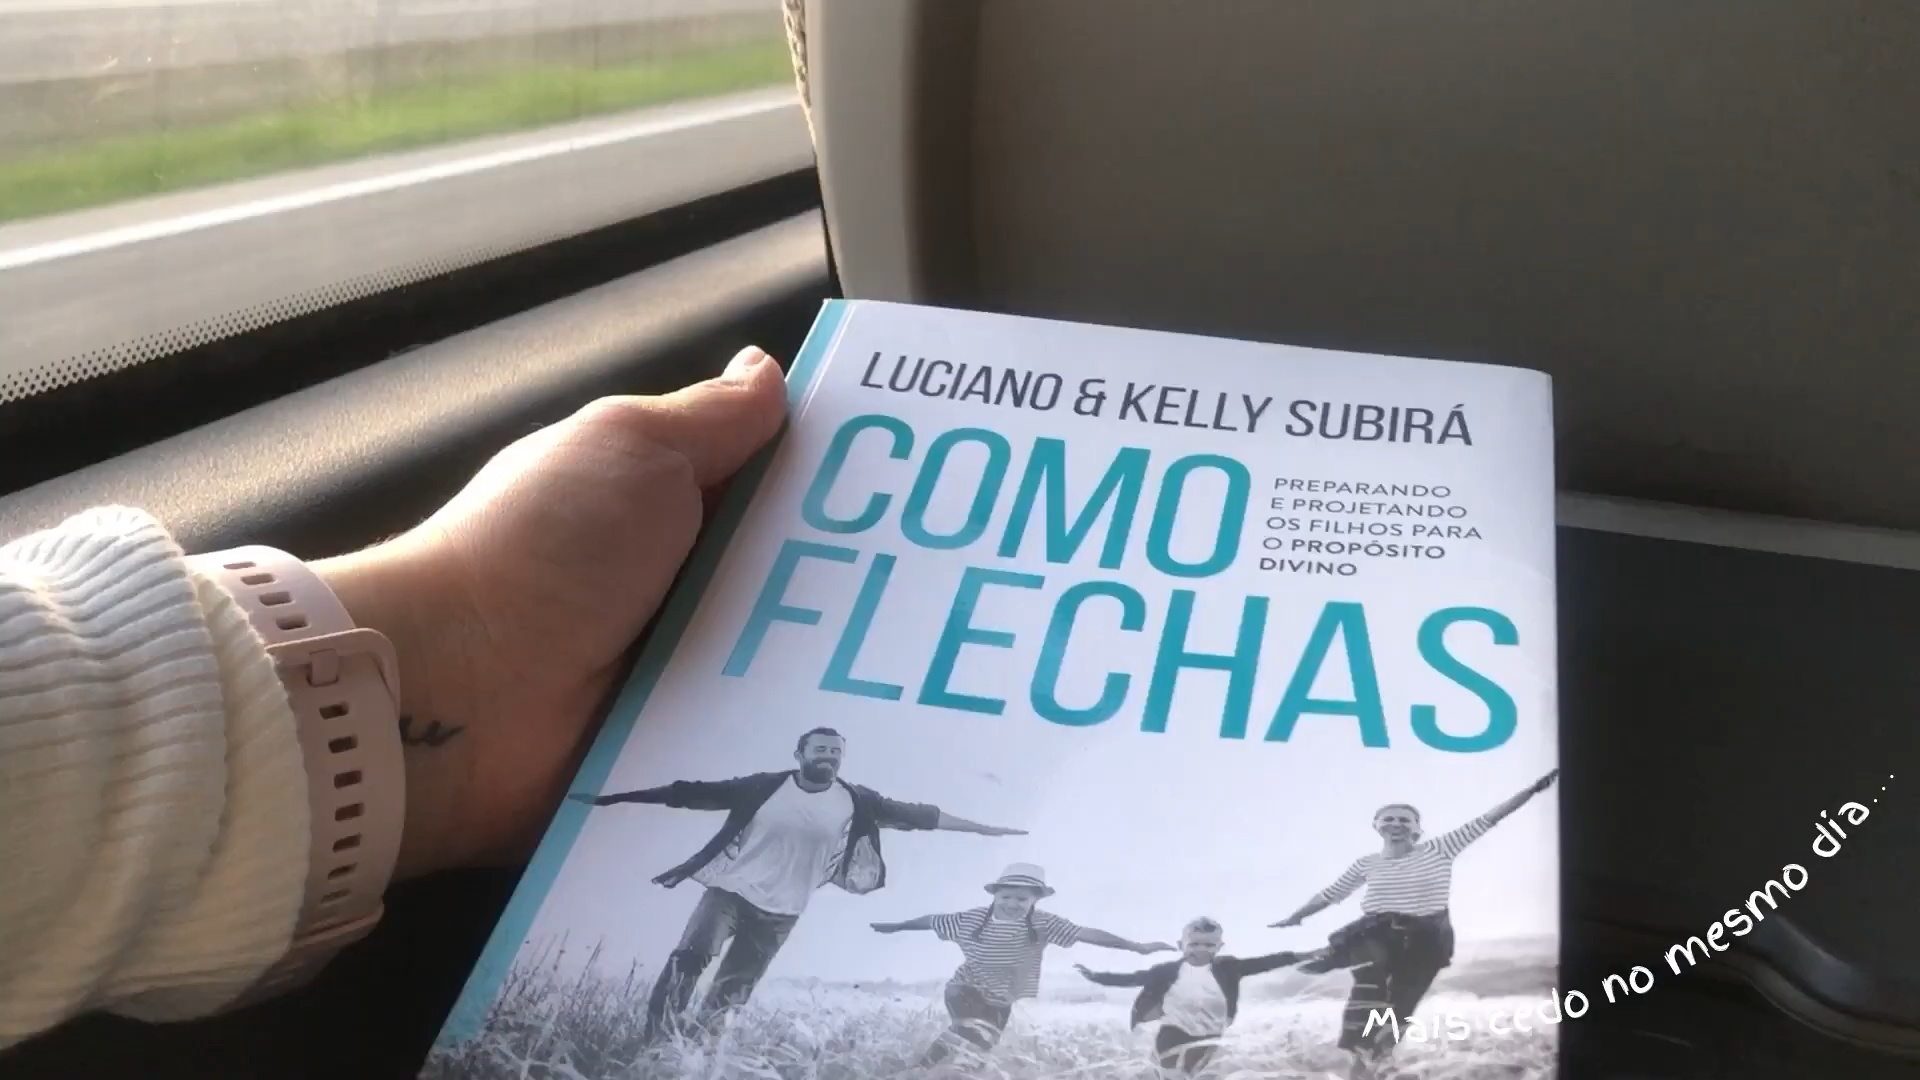 LUCIANO & KELLY SUBIRÁ
COMO
FLECHAS
PREPARANDO
E PROJETANDO
OS FILHOS PARA
O PROPÓSITO
DIVINO
Mais cedo no mesmo dia...